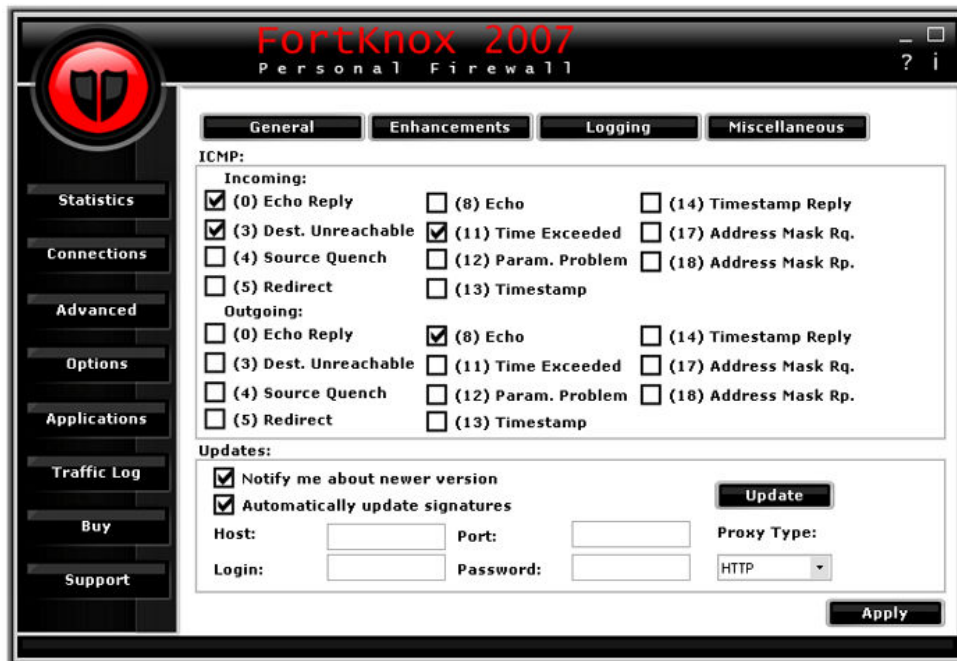 FortKnox 2007
Personal Firewall
? i
General Enhancements Logging Miscellaneous
Statistics
Connections
Advanced
Options
Applications
Traffic Log
Buy
Support
ICMP:
Incoming:
(0) Echo Reply (8) Echo (14) Timestamp Reply
(3) Dest. Unreachable (11) Time Exceeded (17) Address Mask Rq.
(4) Source Quench (12) Param. Problem (18) Address Mask Rp.
(5) Redirect (13) Timestamp
Outgoing:
(0) Echo Reply (8) Echo (14) Timestamp Reply
(3) Dest. Unreachable (11) Time Exceeded (17) Address Mask Rq.
(4) Source Quench (12) Param. Problem (18) Address Mask Rp.
(5) Redirect (13) Timestamp
Updates:
Notify me about newer version
Automatically update signatures
Update
Host: Port: Proxy Type:
Login: Password: HTTP
Apply